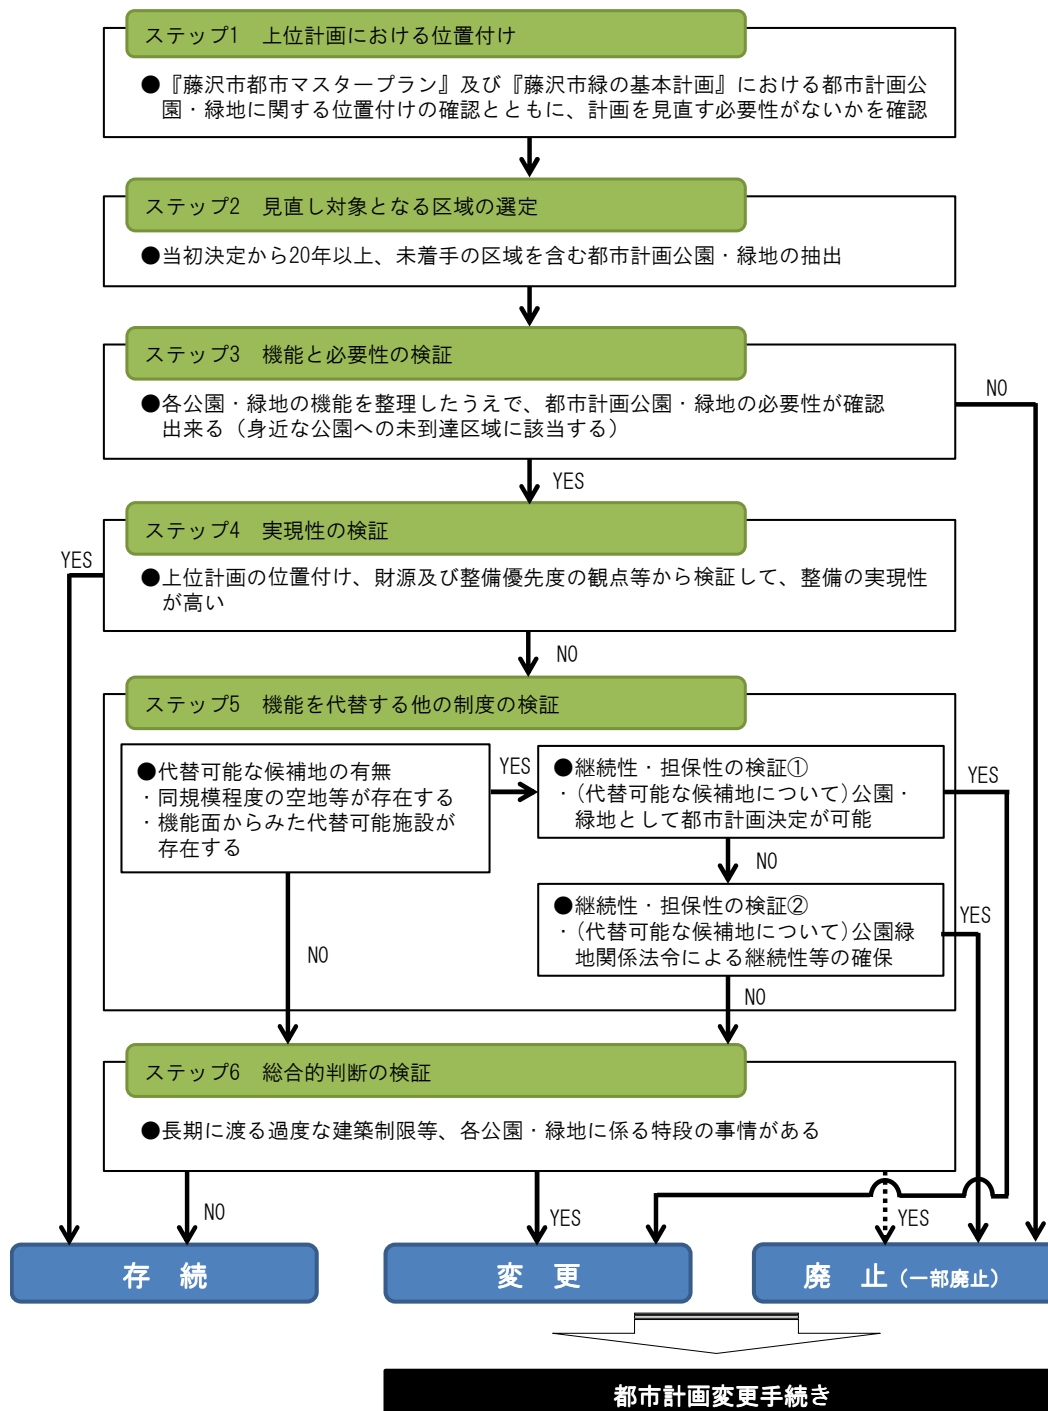 ステップ1　上位計画における位置付け
●『藤沢市都市マスタープラン』及び『藤沢市緑の基本計画』における都市計画公
園・緑地に関する位置付けの確認とともに、計画を見直す必要性がないかを確認
ステップ2　見直し対象となる区域の選定
●当初決定から20年以上、未着手の区域を含む都市計画公園・緑地の抽出
ステップ3　機能と必要性の検証
NO
●各公園・緑地の機能を整理したうえで、都市計画公園・緑地の必要性が確認
出来る（身近な公園への未到達区域に該当する）
YES
ステップ4　実現性の検証
YES
●上位計画の位置付け、財源及び整備優先度の観点等から検証して、整備の実現性
が高い
NO
ステップ5　機能を代替する他の制度の検証
●代替可能な候補地の有無
・同規模程度の空地等が存在する
・機能面からみた代替可能施設が
存在する
YES
●継続性・担保性の検証①
・(代替可能な候補地について)公園・
緑地として都市計画決定が可能
YES
NO
●継続性・担保性の検証②
・(代替可能な候補地について)公園緑
地関係法令による継続性等の確保
YES
NO
NO
ステップ6　総合的判断の検証
●長期に渡る過度な建築制限等、各公園・緑地に係る特段の事情がある
NO
YES
YES
存　続
変　更
廃　止（一部廃止）
都市計画変更手続き